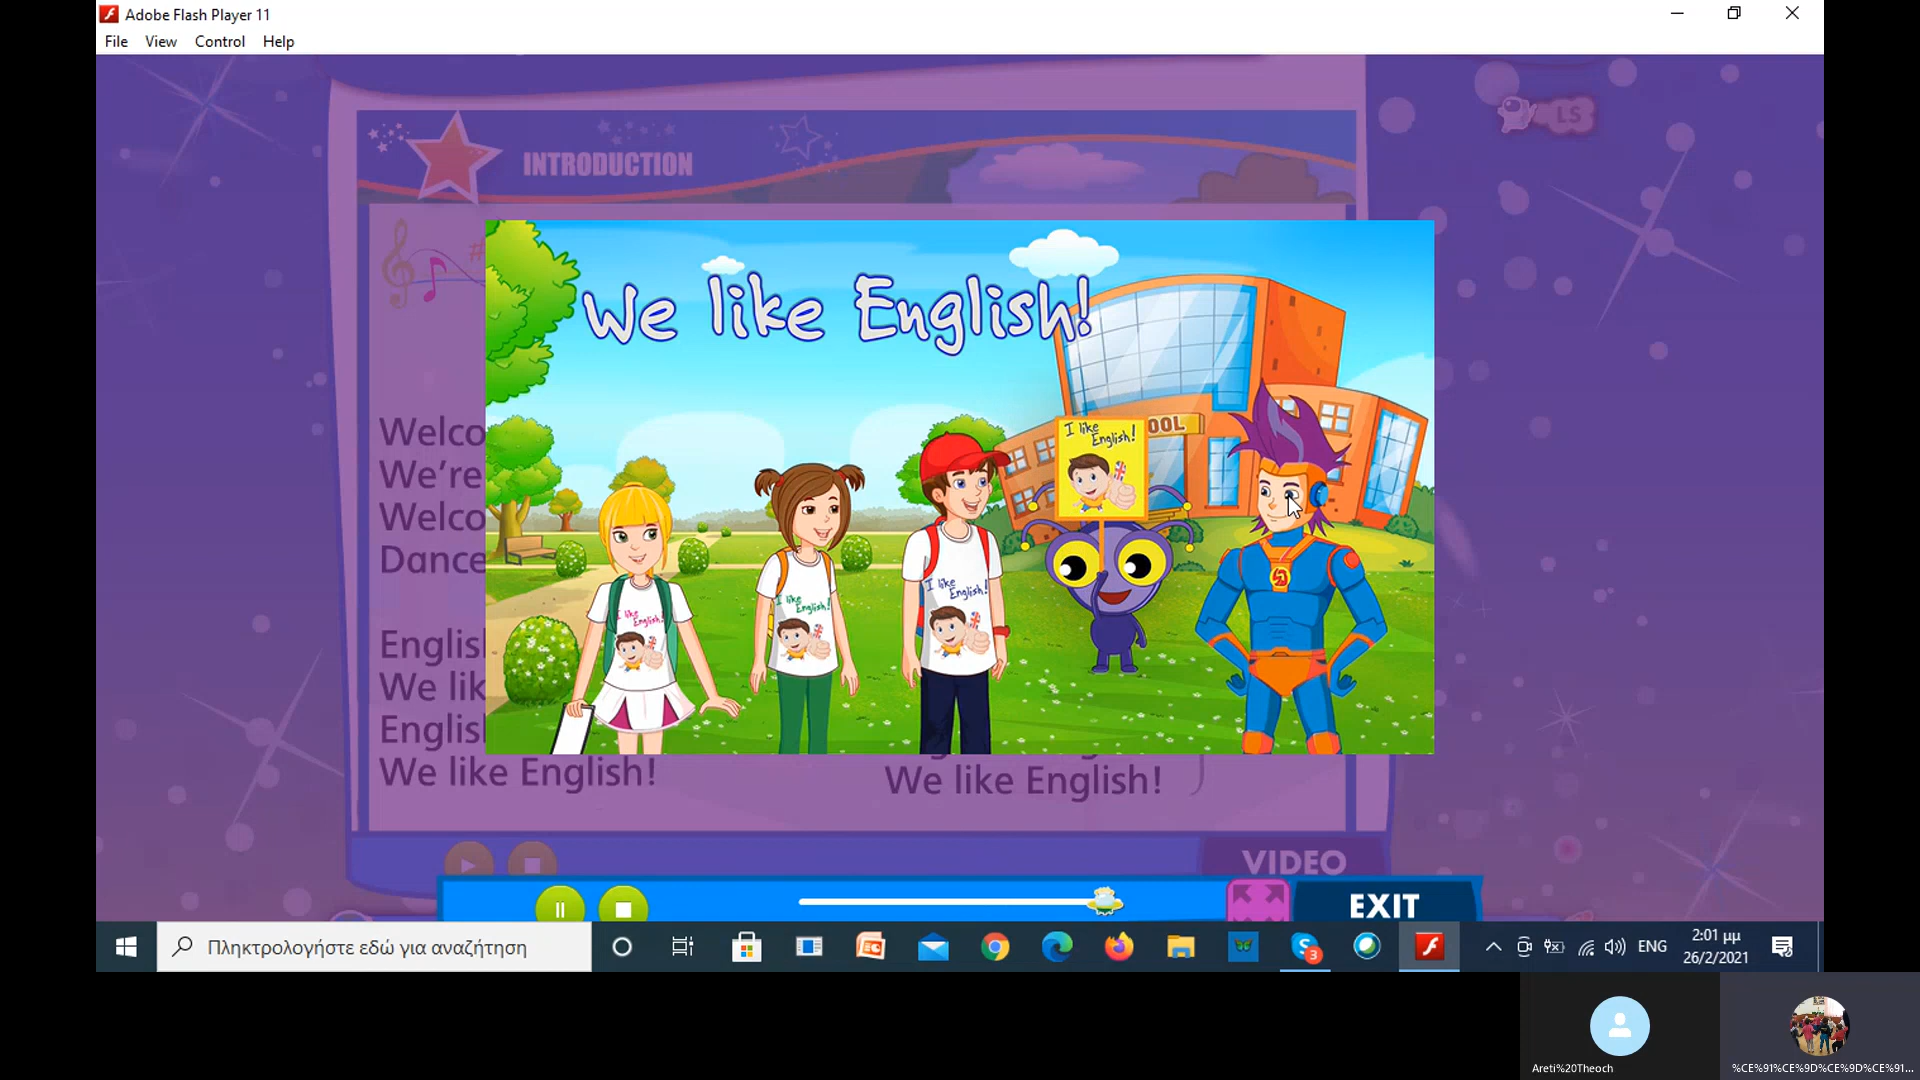 Adobe Flash Player 11
File View Control Help
LS
INTRODUCTION
We like English!
I like English!
OOL
I like English!
I like English!
I like English!
Welco
We're
Welco
Dance
English
We lik
English
We like English!
We like English!
VIDEO
EXIT
Πληκτρολογήστε εδώ για αναζήτηση
3
ENG
2:01 μμ
26/2/2021
Areti%20Theoch
%CE%91%CE%9D%CE%9D%CE%91...